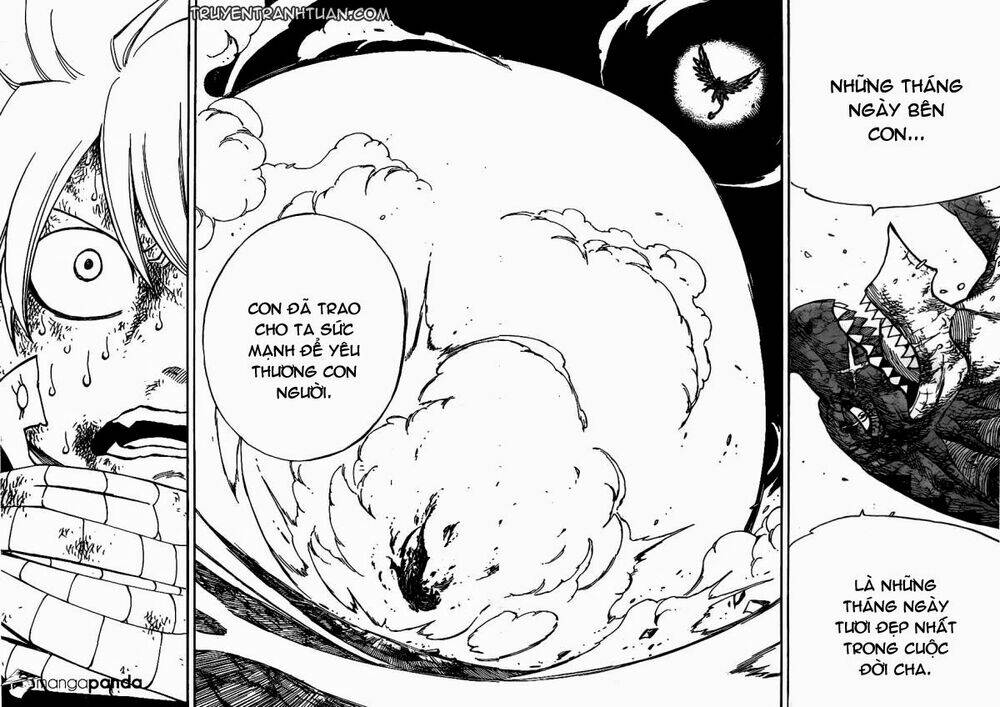 TRUYENTRANHTUAN.COM
NHỮNG THÁNG
NGÀY BÊN
CON...
CON ĐÃ TRAO
CHO TA SỨC
MẠNH ĐỂ YÊU
THƯƠNG CON
NGƯỜI.
LÀ NHỮNG
THÁNG NGÀY
TƯƠI ĐẸP NHẤT
TRONG CUỘC
ĐỜI CHA.
mangapanda